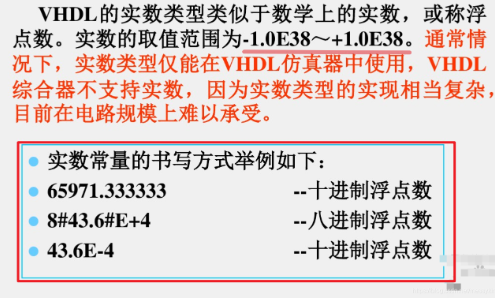 VHDL的实数类型类似于数学上的实数，或称浮
点数。实数的取值范围为-1.0E38～+1.0E38。通常情
况下，实数类型仅能在VHDL仿真器中使用，VHDL
综合器不支持实数，因为实数类型的实现相当复杂，
目前在电路规模上难以承受。
实数常量的书写方式举例如下：
65971.333333 --十进制浮点数
8#43.6#E+4 --八进制浮点数
43.6E-4 --十进制浮点数